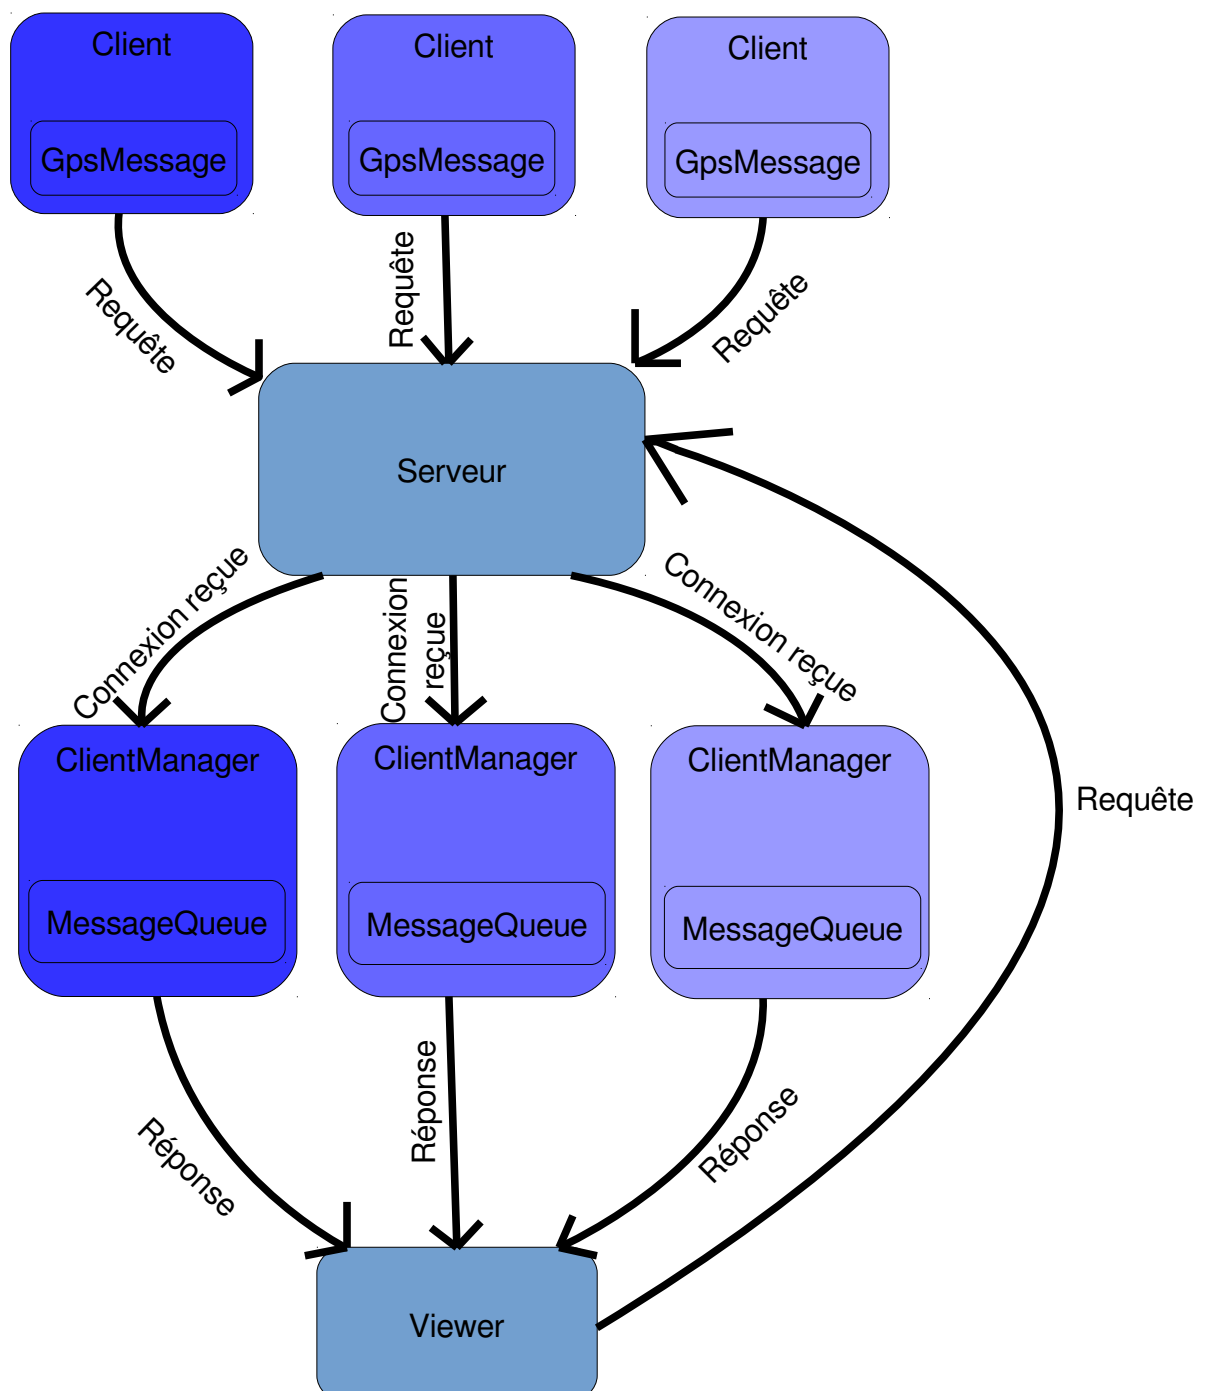 Client
Client
Client
GpsMessage
GpsMessage
GpsMessage
Requête
Requête
Requête
Serveur
Connexion reçue
Connexion
reçue
Connexion reçue
ClientManager
ClientManager
ClientManager
Requête
MessageQueue
MessageQueue
MessageQueue
Réponse
Réponse
Réponse
Viewer